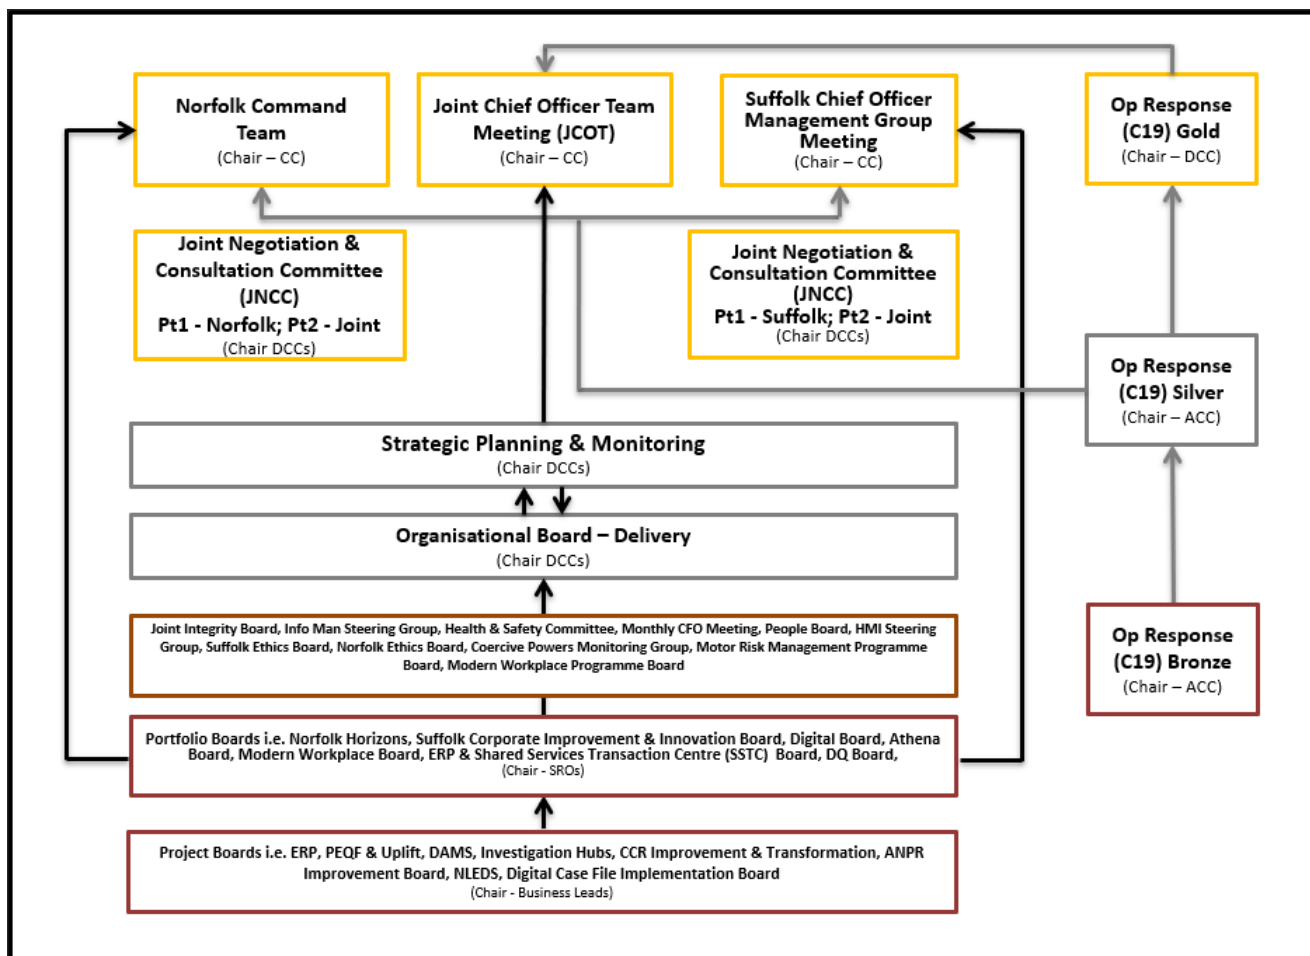 Norfolk Command
Team
(Chair – CC)
Joint Chief Officer Team
Meeting (JCOT)
(Chair – CC)
Suffolk Chief Officer
Management Group
Meeting
(Chair – CC)
Op Response
(C19) Gold
(Chair – DCC)
Joint Negotiation &
Consultation Committee
(JNCC)
Pt1 - Norfolk; Pt2 - Joint
(Chair DCCs)
Joint Negotiation &
Consultation Committee
(JNCC)
Pt1 - Suffolk; Pt2 - Joint
(Chair DCCs)
Op Response
(C19) Silver
(Chair – ACC)
Strategic Planning & Monitoring
(Chair DCCs)
Organisational Board – Delivery
(Chair DCCs)
Joint Integrity Board, Info Man Steering Group, Health & Safety Committee, Monthly CFO Meeting, People Board, HMI Steering
Group, Suffolk Ethics Board, Norfolk Ethics Board, Coercive Powers Monitoring Group, Motor Risk Management Programme
Board, Modern Workplace Programme Board
Op Response
(C19) Bronze
(Chair – ACC)
Portfolio Boards i.e. Norfolk Horizons, Suffolk Corporate Improvement & Innovation Board, Digital Board, Athena
Board, Modern Workplace Board, ERP & Shared Services Transaction Centre (SSTC) Board, DQ Board,
(Chair - SROs)
Project Boards i.e. ERP, PEQF & Uplift, DAMS, Investigation Hubs, CCR Improvement & Transformation, ANPR
Improvement Board, NLEDS, Digital Case File Implementation Board
(Chair - Business Leads)